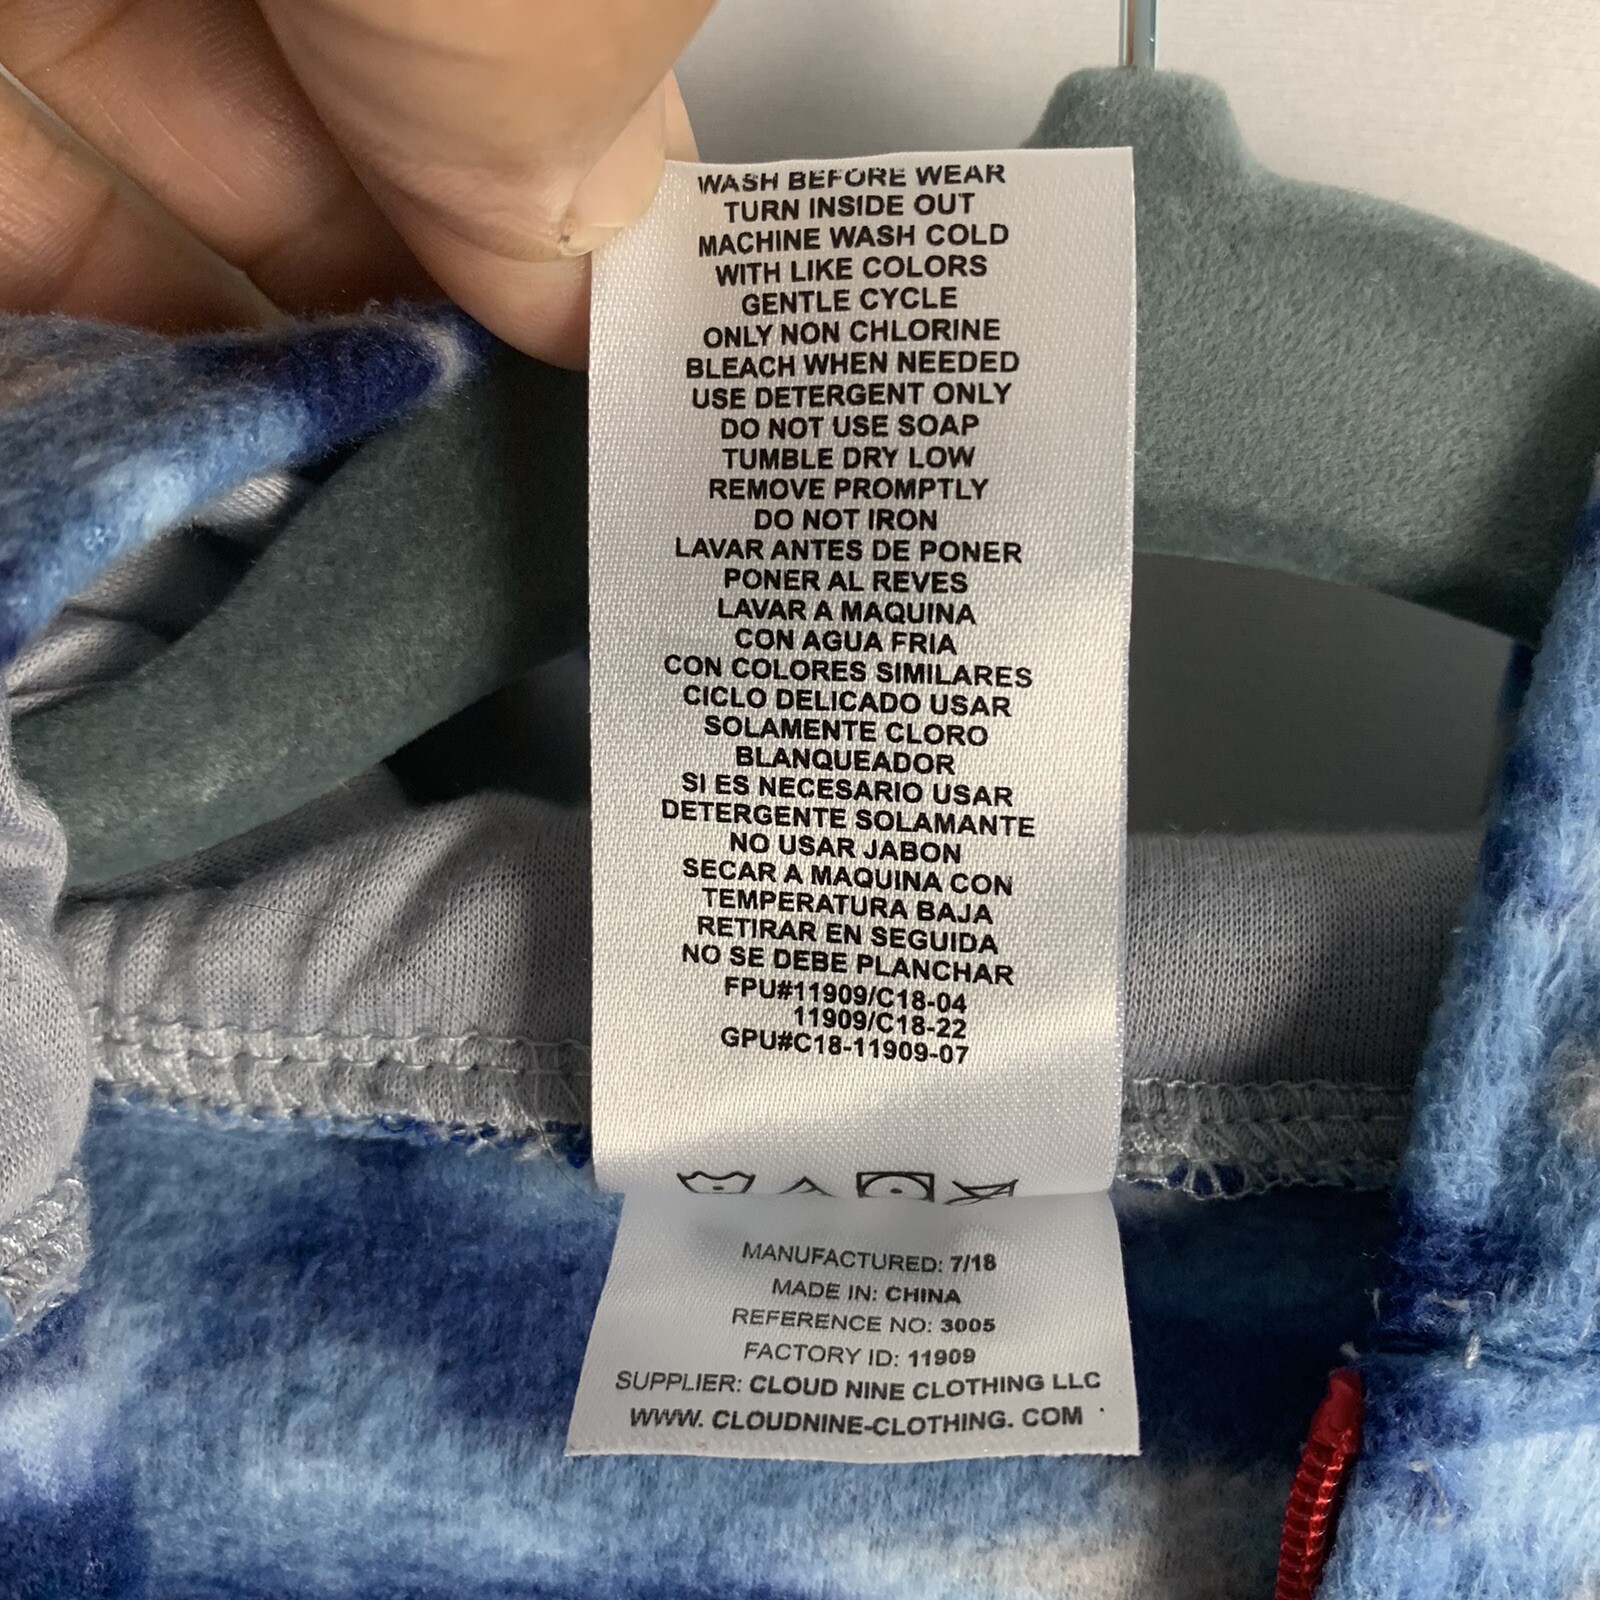 WASH BEFORE WEAR
TURN INSIDE OUT
MACHINE WASH COLD
WITH LIKE COLORS
GENTLE CYCLE
ONLY NON CHLORINE
BLEACH WHEN NEEDED
USE DETERGENT ONLY
DO NOT USE SOAP
TUMBLE DRY LOW
REMOVE PROMPTLY
DO NOT IRON
LAVAR ANTES DE PONER
PONER AL REVES
LAVAR A MAQUINA
CON AGUA FRIA
CON COLORES SIMILARES
CICLO DELICADO USAR
SOLAMENTE CLORO
BLANQUEADOR
SI ES NECESARIO USAR
DETERGENTE SOLAMANTE
NO USAR JABON
SECAR A MAQUINA CON
TEMPERATURA BAJA
RETIRAR EN SEGUIDA
NO SE DEBE PLANCHAR
FPU#11909/C18-04
11909/C18-22
GPU#C18-11909-07
MANUFACTURED: 7/18
MADE IN: CHINA
REFERENCE NO: 3005
FACTORY ID: 11909
SUPPLIER: CLOUD NINE CLOTHING LLC
WWW. CLOUDNINE-CLOTHING. COM